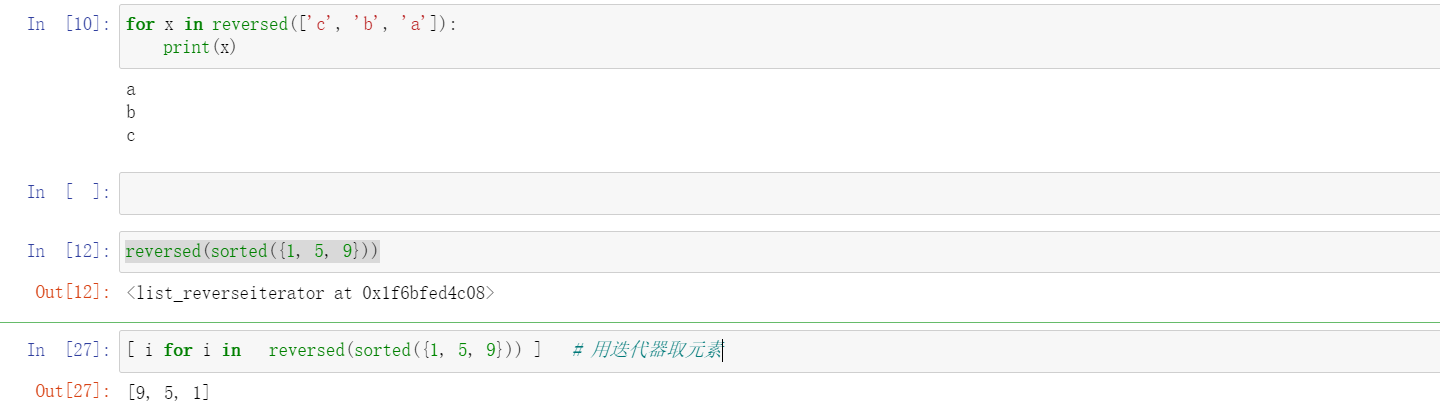 In [10]: for x in reversed(['c', 'b', 'a']):
print(x)
a
b
c
In [ ]:
In [12]: reversed(sorted({1, 5, 9}))
Out[12]: <list_reverseiterator at 0x1f6bfed4c08>
In [27]: [ i for i in reversed(sorted({1, 5, 9})) ] # 用迭代器取元素
Out[27]: [9, 5, 1]